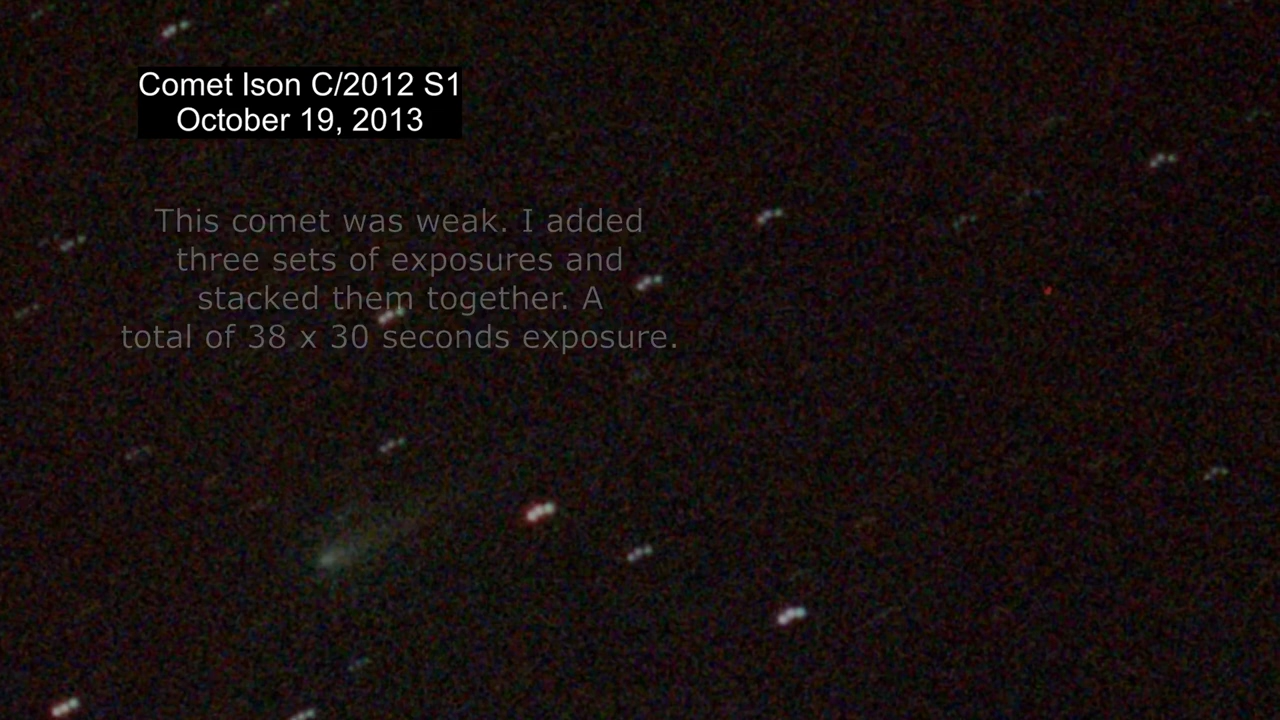 Comet Ison C/2012 S1
October 19, 2013
This comet was weak. I added
three sets of exposures and
stacked them together. A
total of 38 x 30 seconds exposure.